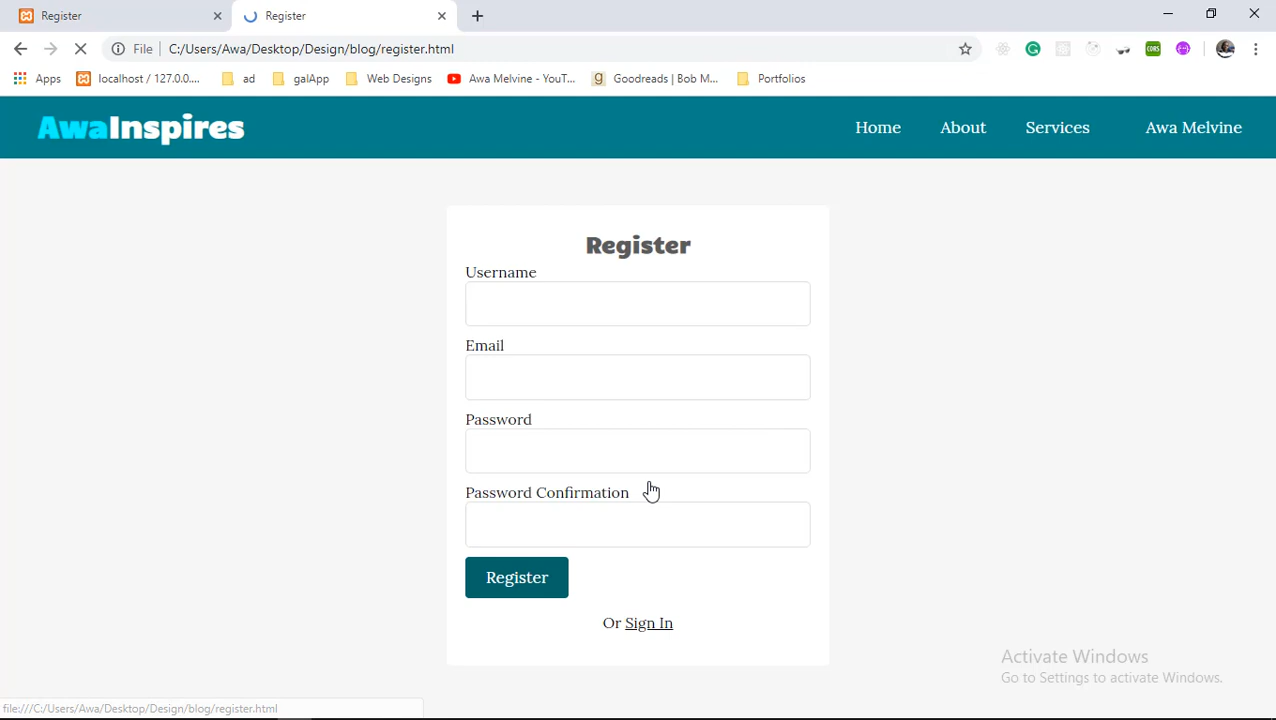 Register
Register
File
C:/Users/Awa/Desktop/Design/blog/register.html
CORS
Apps
localhost / 127.0.0....
ad
galApp
Web Designs
Awa Melvine - YouT...
g
Goodreads | Bob M...
Portfolios
AwaInspires
Home
About
Services
Awa Melvine
Register
Username
Email
Password
Password Confirmation
Register
Or Sign In
Activate Windows
Go to Settings to activate Windows.
file:///C:/Users/Awa/Desktop/Design/blog/register.html